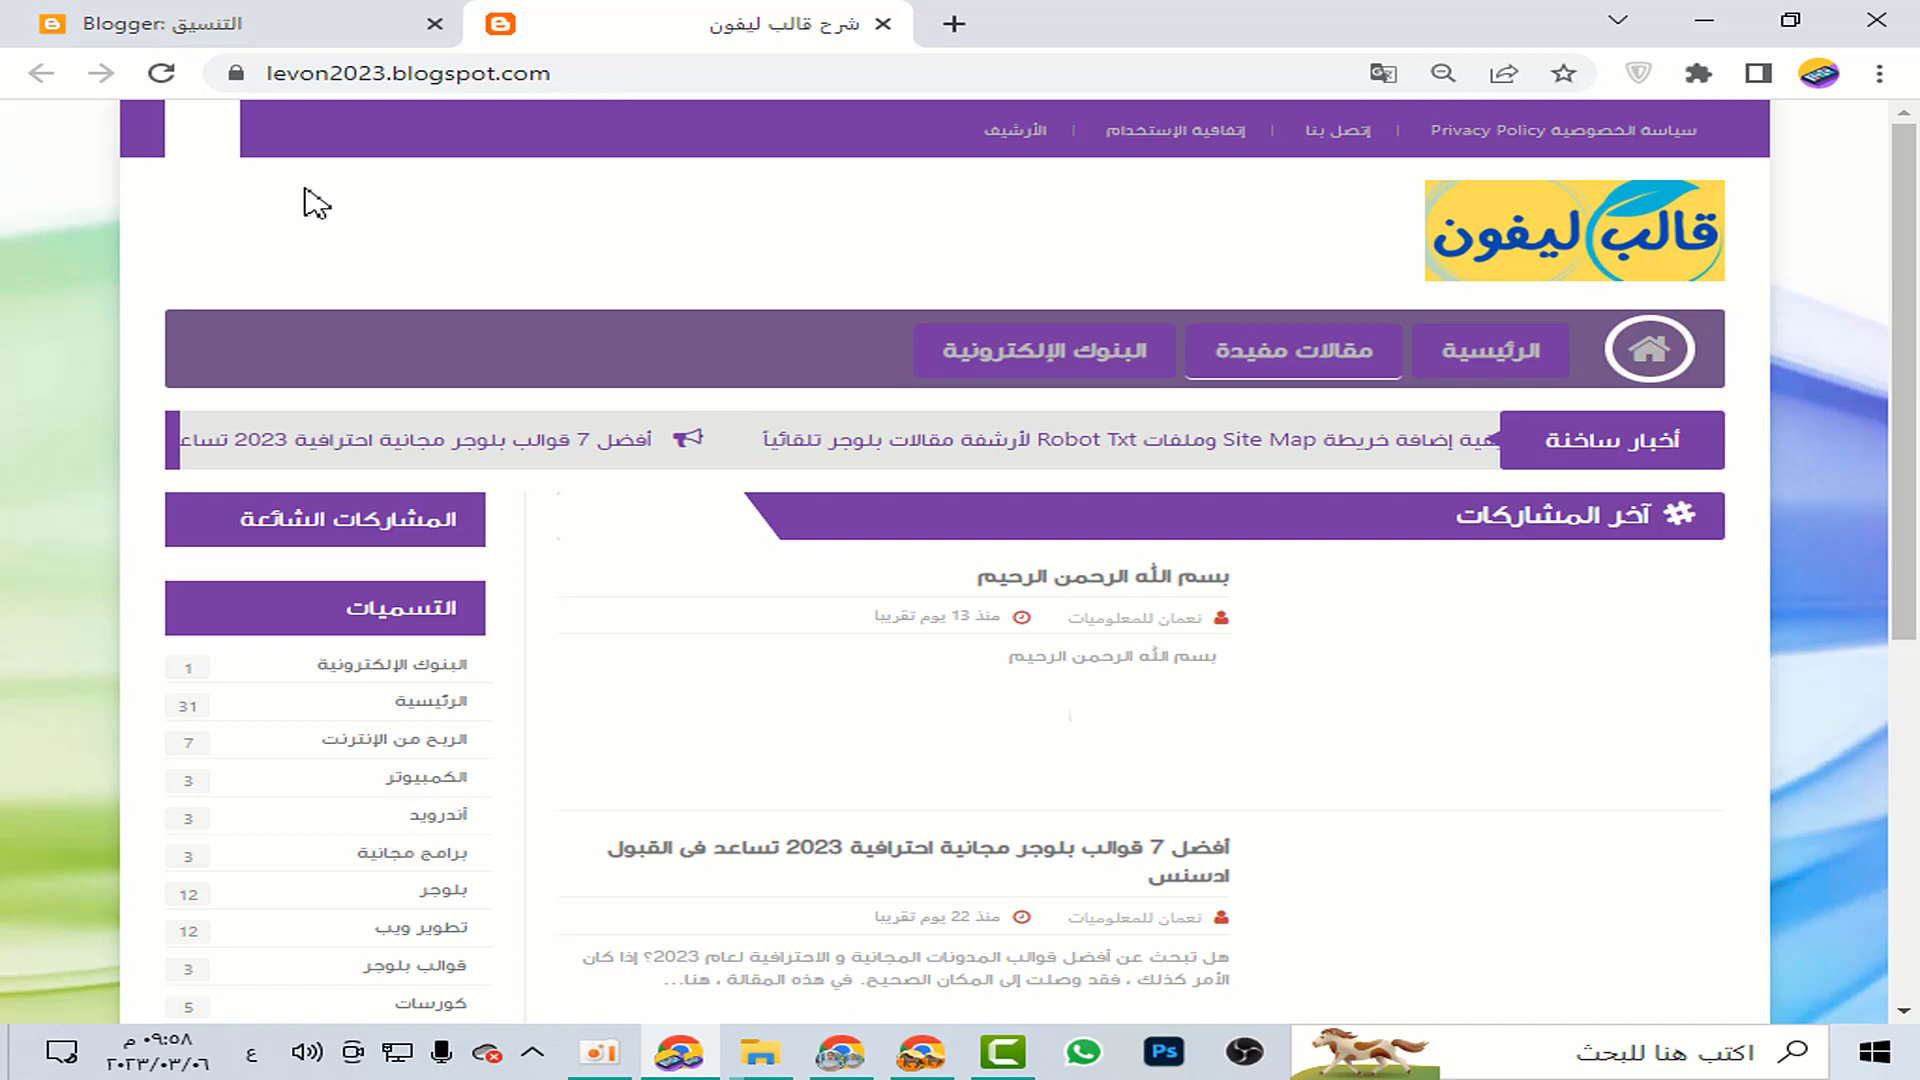 Blogger: التنسيق
شرح قالب ليفون
levon2023.blogspot.com
سياسة الخصوصية Privacy Policy | إتصل بنا | إتفاقية الإستخدام | الأرشيف
قالب ليفون
الرئيسية مقالات مفيدة البنوك الإلكترونية
أخبار ساخنة
إضافة خريطة Site Map وملفات Robot Txt لأرشفة مقالات بلوجر تلقائياً أفضل 7 قوالب بلوجر مجانية احترافية 2023
# آخر المشاركات
بسم الله الرحمن الرحيم
نعمان للمعلوميات منذ 13 يوم تقريبا
بسم الله الرحمن الرحيم
أفضل 7 قوالب بلوجر مجانية احترافية 2023 تساعد فى القبول
ادسنس
نعمان للمعلوميات منذ 22 يوم تقريبا
هل تبحث عن أفضل قوالب المدونات المجانية و الاحترافية لعام 2023؟ إذا كان
الأمر كذلك ، فقد وصلت إلى المكان الصحيح. في هذه المقالة ، هنا...
المشاركات الشائعة
التسميات
البنوك الإلكترونية 1
الرئيسية 31
الربح من الإنترنت 7
الكمبيوتر 3
أندرويد 3
برامج مجانية 3
بلوجر 12
تطوير ويب 12
قوالب بلوجر 3
كورسات 5
اكتب هنا للبحث
Ps
ع
٠٩:٥٨ م
٢٠٢٣/٠٣/٠٦